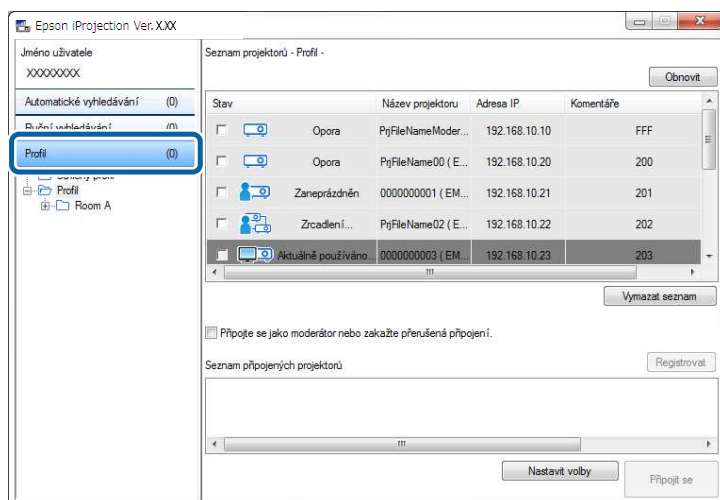 Epson iProjection Ver. X.XX
Jméno uživatele
XXXXXXXX
Automatické vyhledávání (0)
Ruční vyhledávání (0)
Profil (0)
Profil
Room A
Seznam projektorů - Profil -
Obnovit
Stav Název projektoru Adresa IP Komentáře
Opora PrjFileNameModer... 192.168.10.10 FFF
Opora PrjFileName00 ( E... 192.168.10.20 200
Zaneprázdněn 0000000001 ( EM... 192.168.10.21 201
Zrcadlení... PrjFileName02 ( E... 192.168.10.22 202
Aktuálně používáno... 0000000003 ( EM... 192.168.10.23 203
Vymazat seznam
Připojte se jako moderátor nebo zakažte přerušená připojení.
Seznam připojených projektorů
Registrovat
Nastavit volby
Připojit se